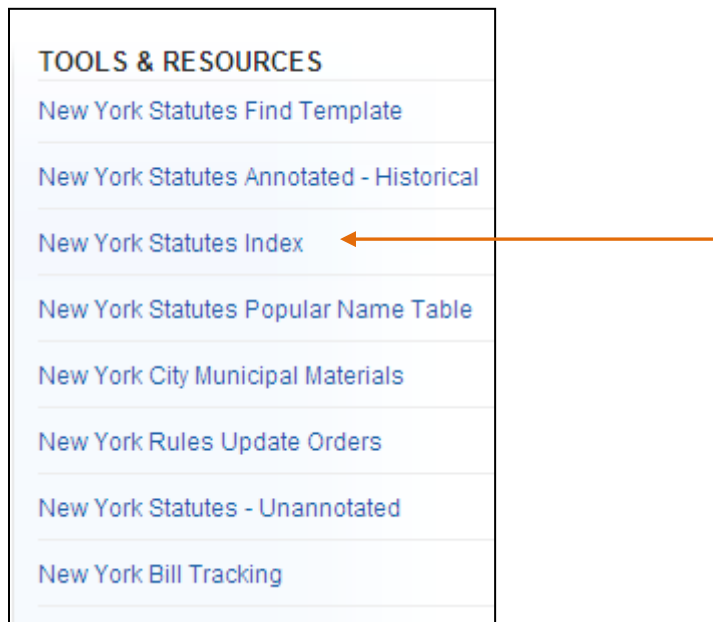 TOOLS & RESOURCES
New York Statutes Find Template
New York Statutes Annotated - Historical
New York Statutes Index
New York Statutes Popular Name Table
New York City Municipal Materials
New York Rules Update Orders
New York Statutes - Unannotated
New York Bill Tracking